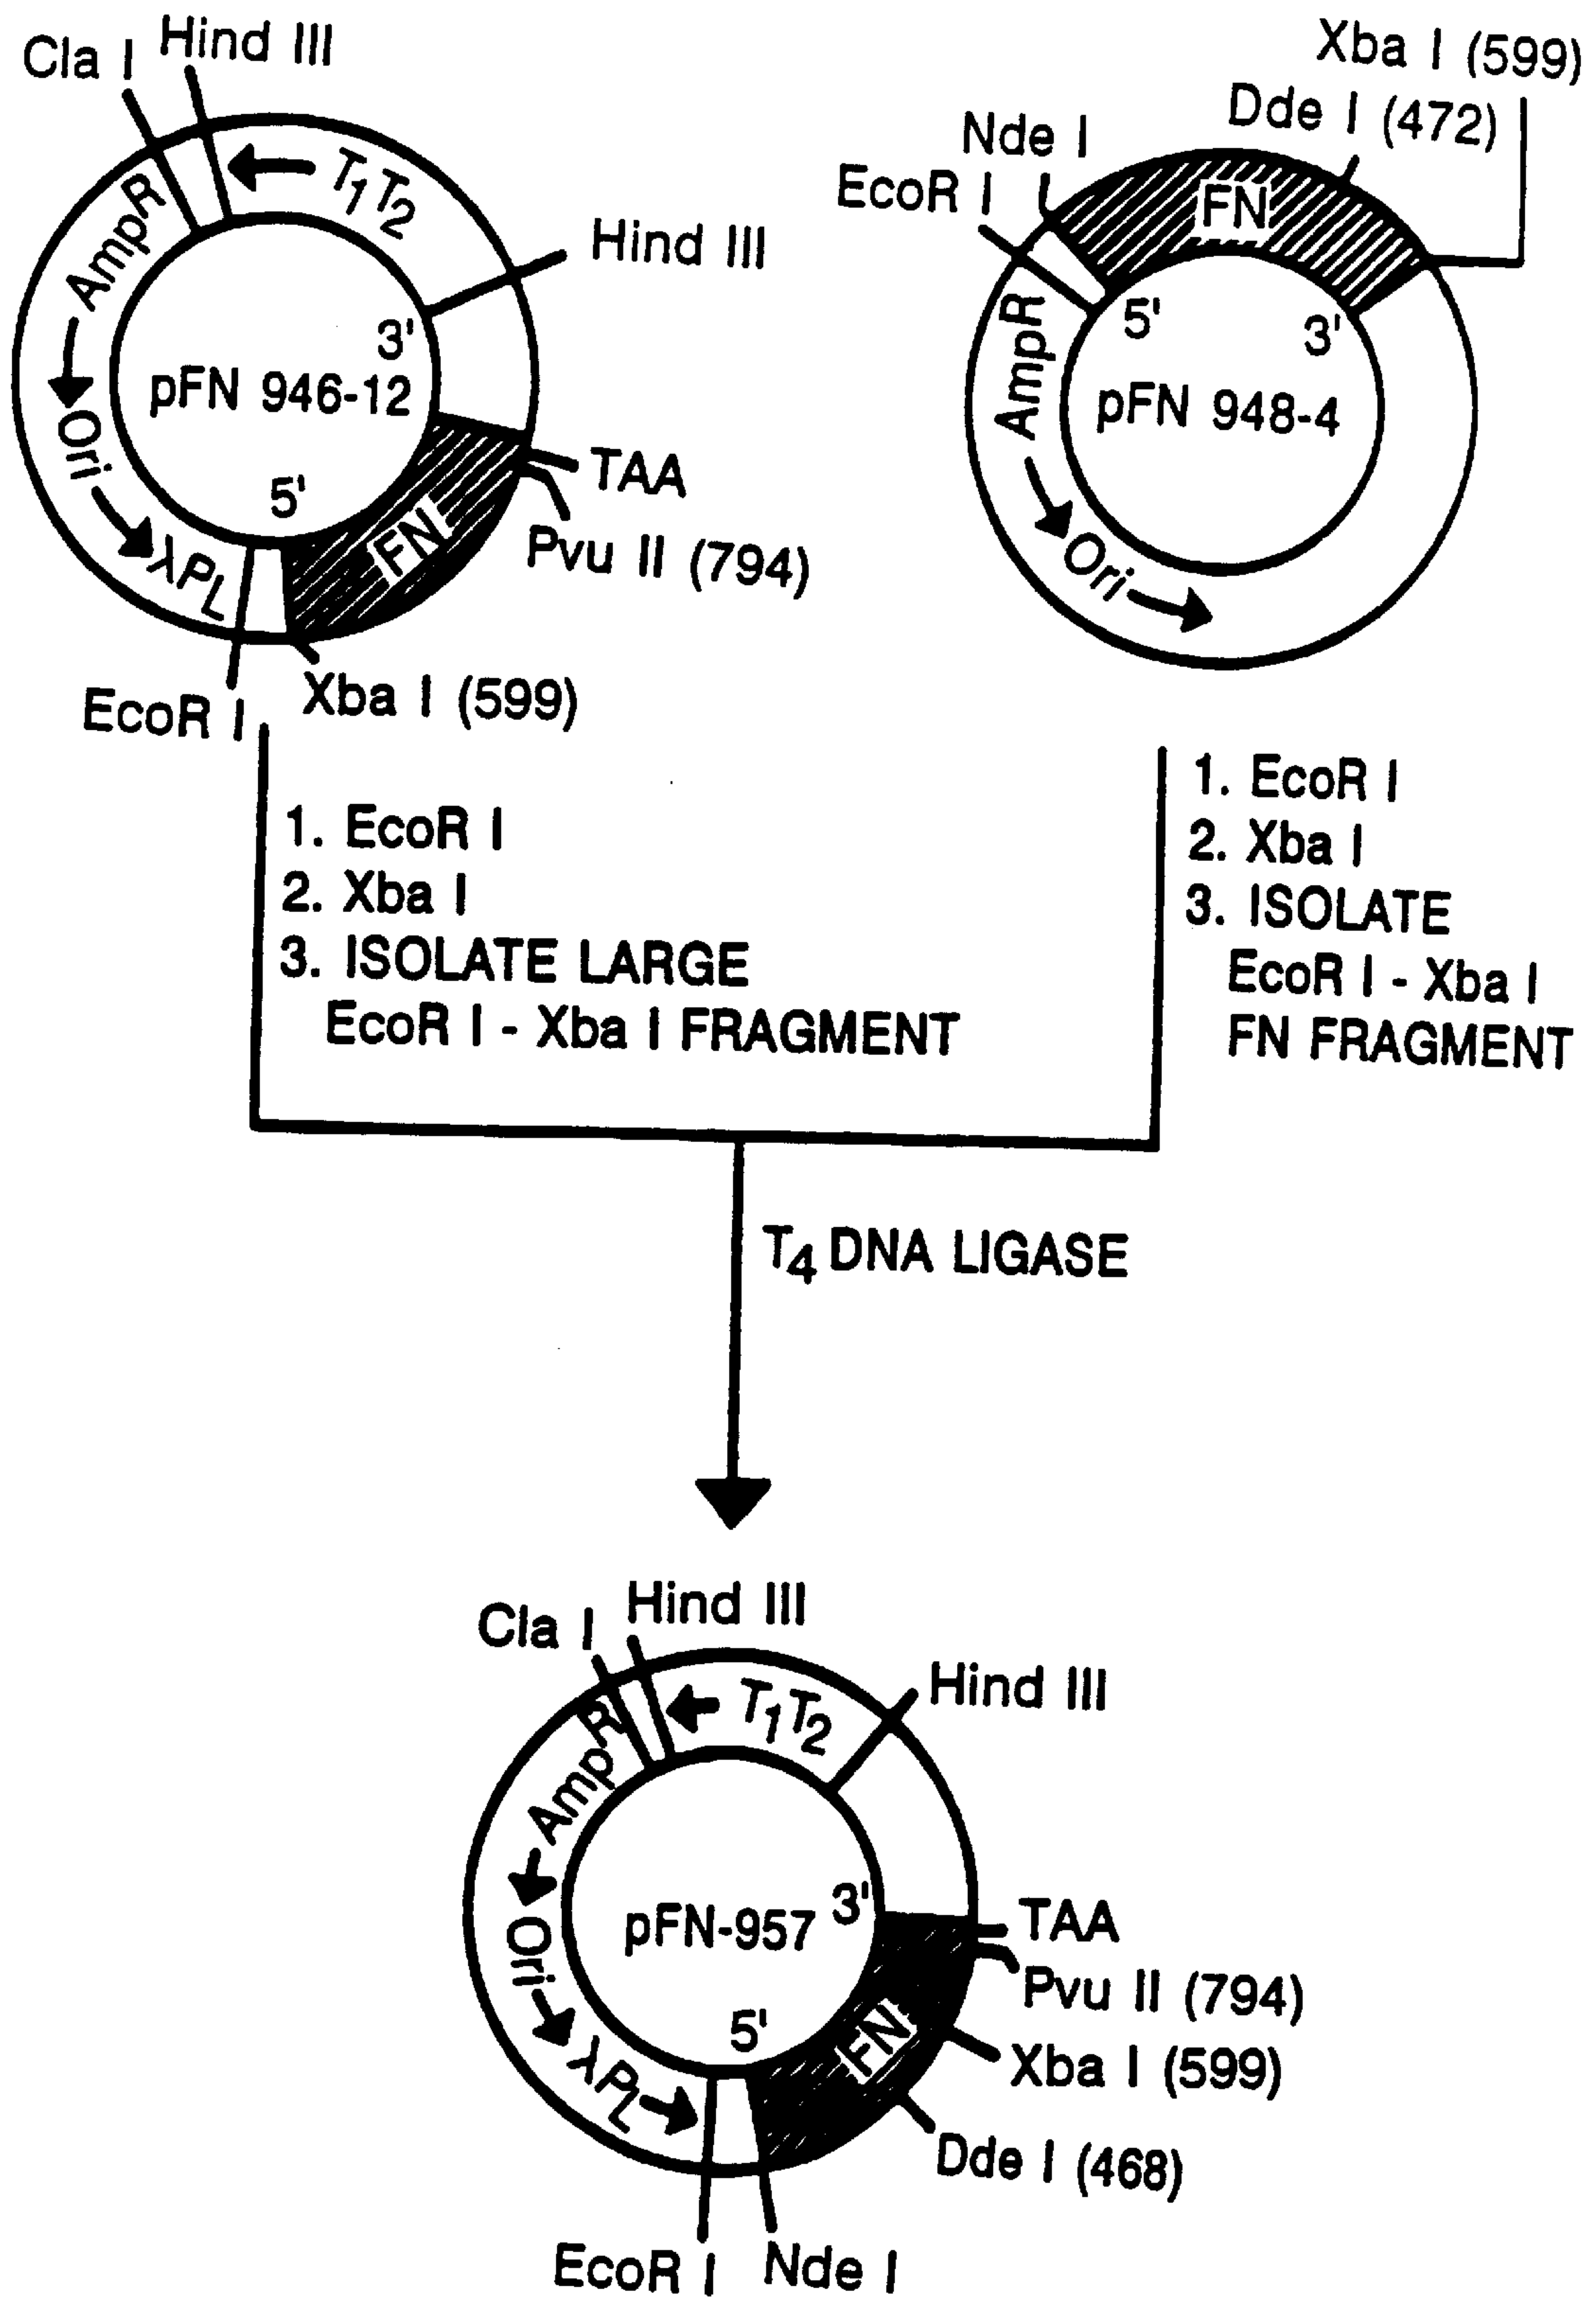 Cla I
Hind III
T1T2
Hind III
AmpR
3'
pFN 946-12
Ori
5'
TAA
FN
Pvu II (794)
λPL
EcoR I
Xba I (599)
Xba I (599)
Dde I (472)
Nde I
EcoR I
FN
AmpR
5'
3'
pFN 948-4
Ori
1. EcoR I
2. Xba I
3. ISOLATE LARGE
EcoR I - Xba I FRAGMENT
1. EcoR I
2. Xba I
3. ISOLATE
EcoR I - Xba I
FN FRAGMENT
T4 DNA LIGASE
Cla I
Hind III
T1T2
Hind III
AmpR
3'
pFN-957
TAA
Ori
Pvu II (794)
5'
FN
Xba I (599)
λPL
Dde I (468)
EcoR I
Nde I